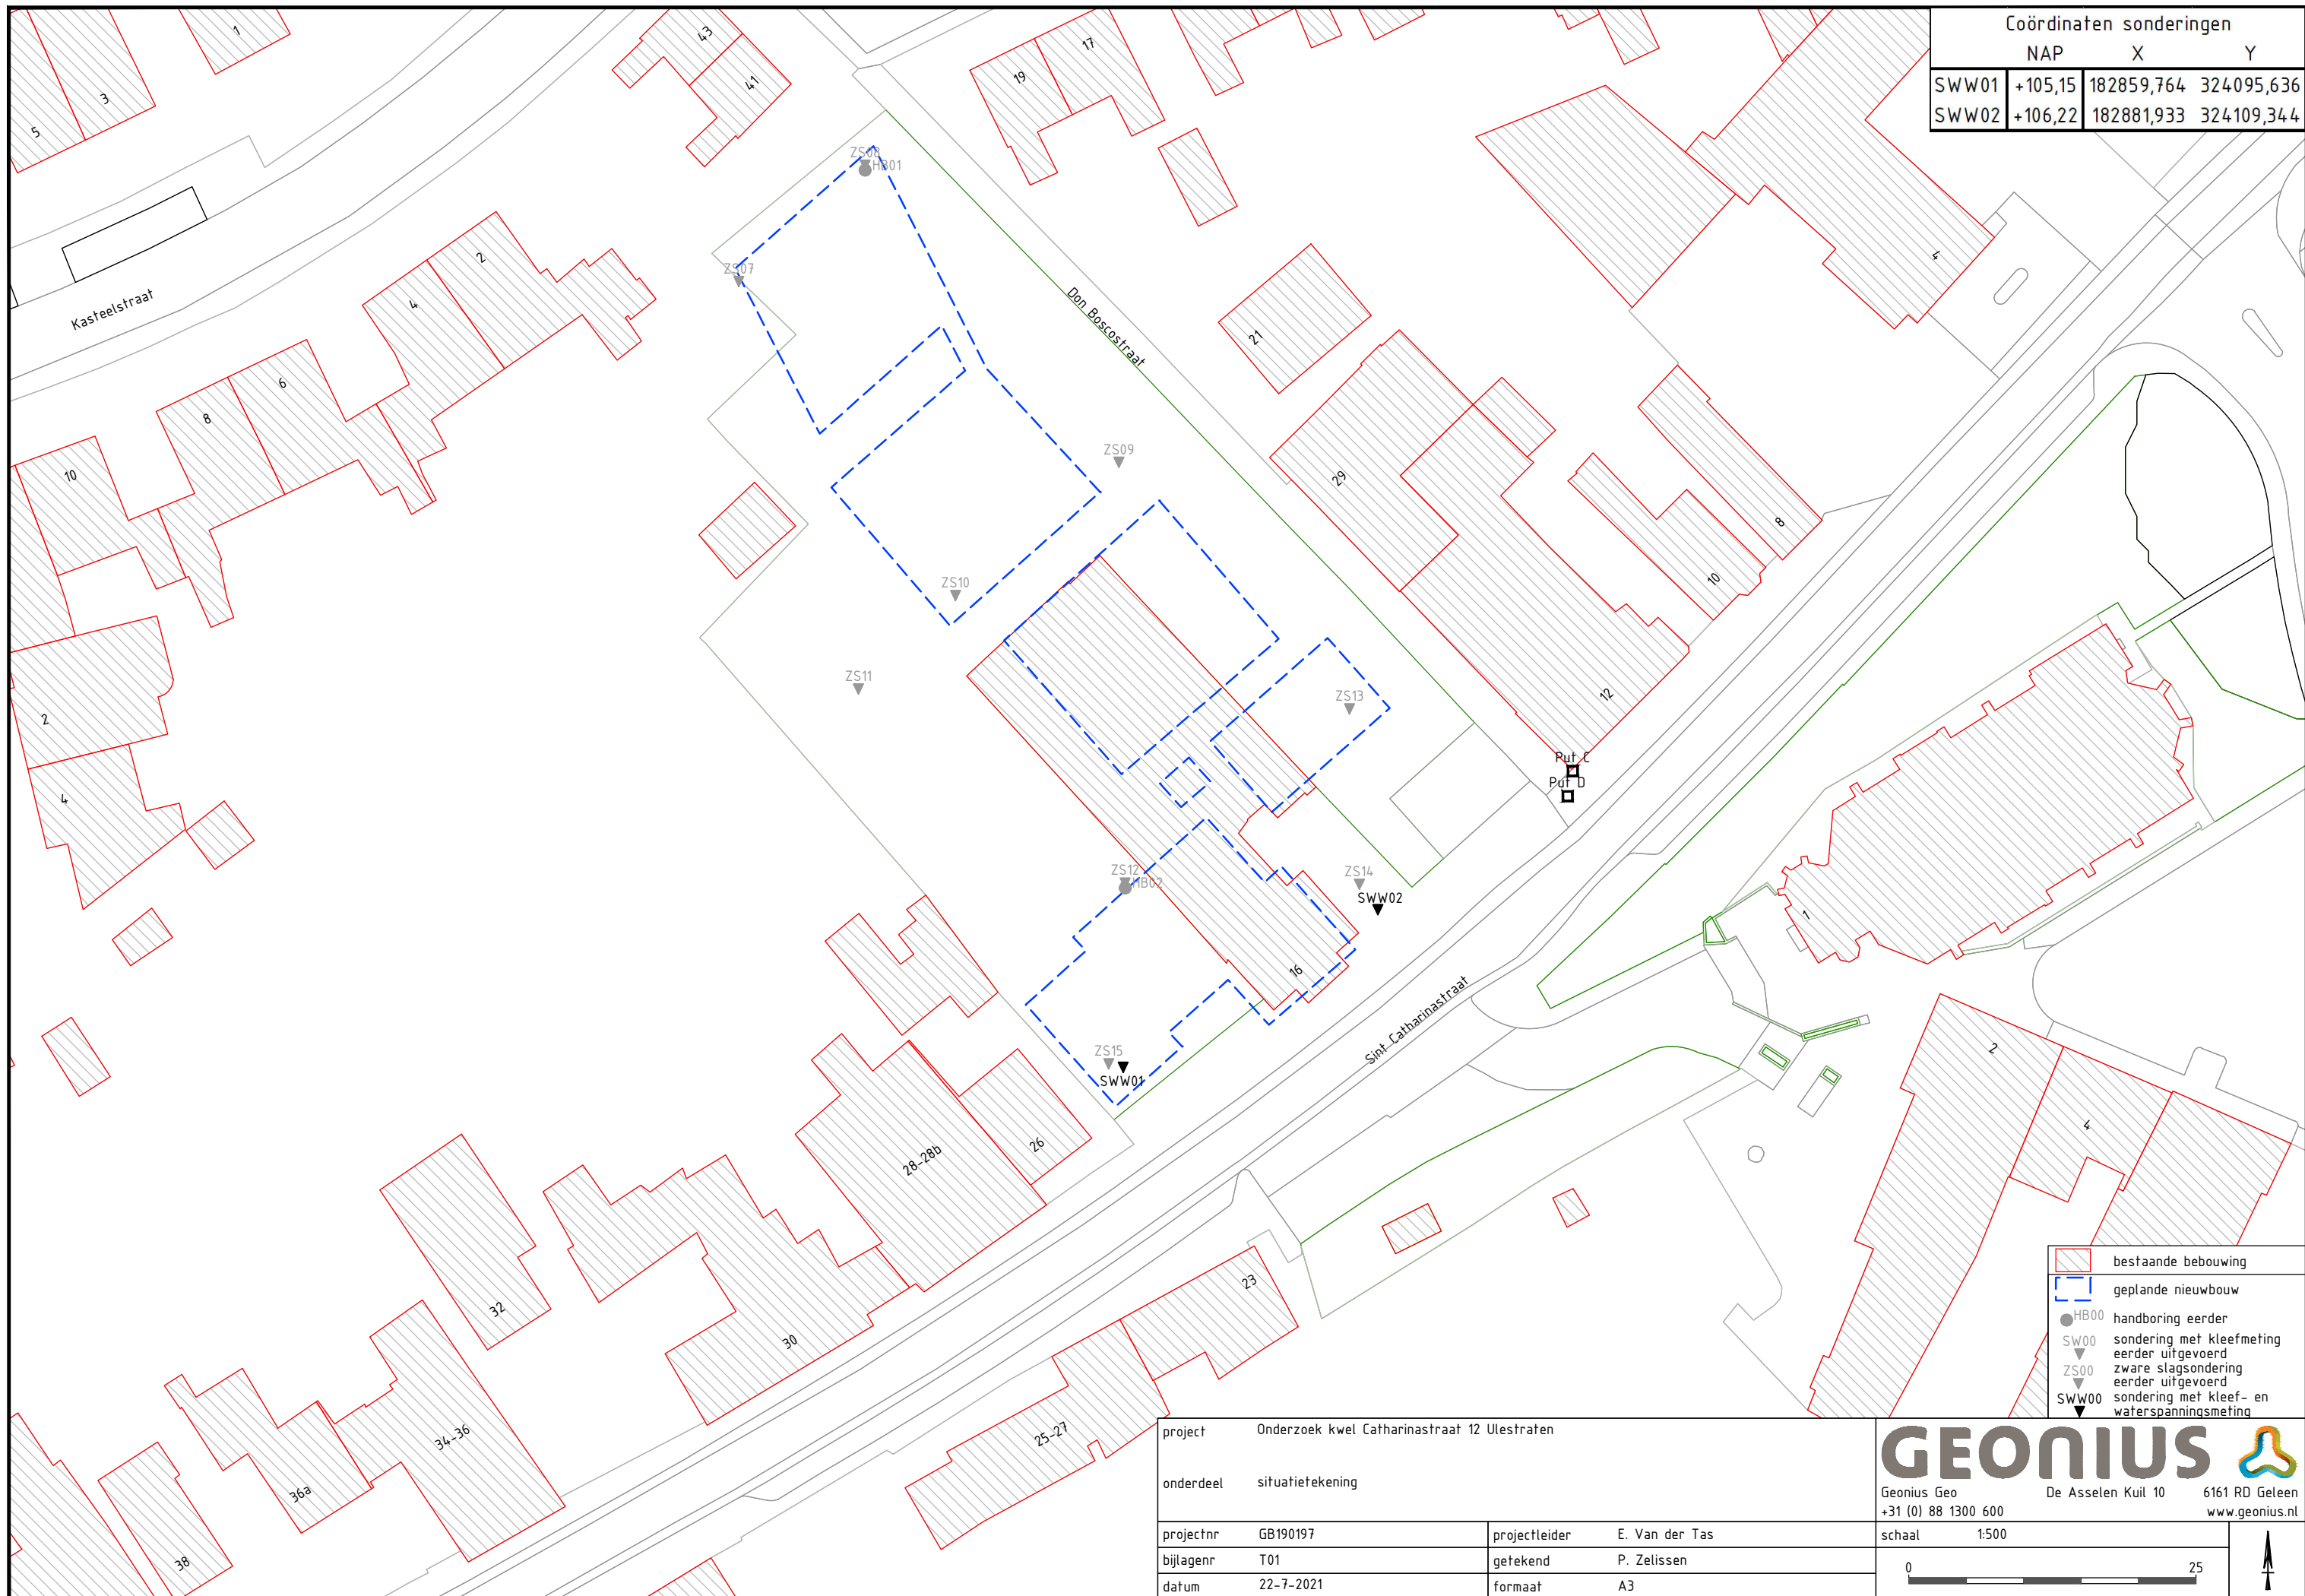 Coördinaten sonderingen
NAP X Y
SWW01 +105,15 182859,764 324095,636
SWW02 +106,22 182881,933 324109,344
1
3
5
43
41
19
17
ZS08
HB01
ZS07
2
4
Kasteelstraat
6
8
10
Don Boscostraat
21
4
29
8
10
12
ZS09
ZS10
ZS11
ZS13
2
4
Put C
Put D
ZS12
HB02
ZS14
SWW02
1
16
Sint Catharinastraat
ZS15
SWW01
26
28-28b
2
4
32
30
23
25-27
34-36
36a
38
bestaande bebouwing
geplande nieuwbouw
HB00 handboring eerder
SW00 sondering met kleefmeting
eerder uitgevoerd
ZS00 zware slagsondering
eerder uitgevoerd
SWW00 sondering met kleef- en
waterspanningsmeting
project Onderzoek kwel Catharinastraat 12 Ulestraten
onderdeel situatietekening
projectnr GB190197 projectleider E. Van der Tas
bijlagenr T01 getekend P. Zelissen
datum 22-7-2021 formaat A3
GEONIUS
Geonius Geo De Asselen Kuil 10 6161 RD Geleen
+31 (0) 88 1300 600 www.geonius.nl
schaal 1:500
0 25